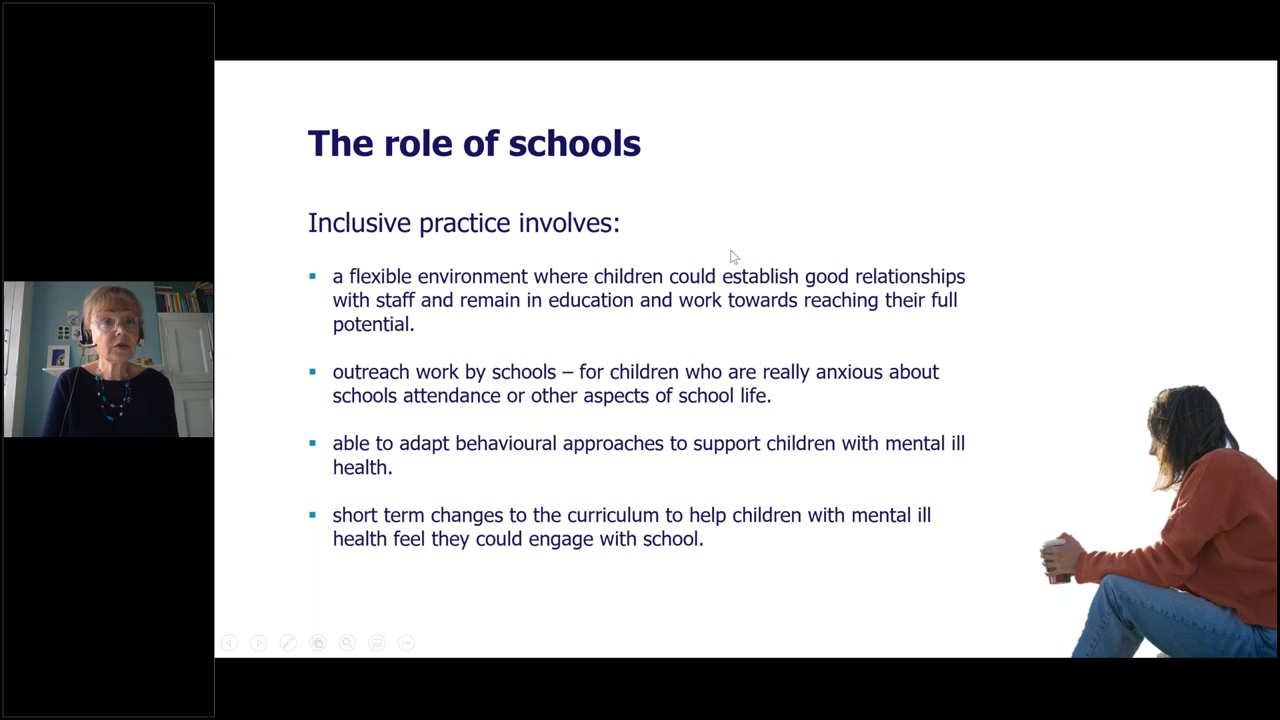 The role of schools
Inclusive practice involves:
▪ a flexible environment where children could establish good relationships
with staff and remain in education and work towards reaching their full
potential.
▪ outreach work by schools – for children who are really anxious about
schools attendance or other aspects of school life.
▪ able to adapt behavioural approaches to support children with mental ill
health.
▪ short term changes to the curriculum to help children with mental ill
health feel they could engage with school.